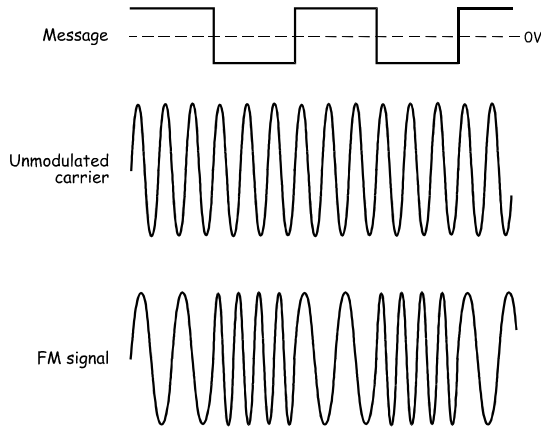 Message
0V
Unmodulated
carrier
FM signal